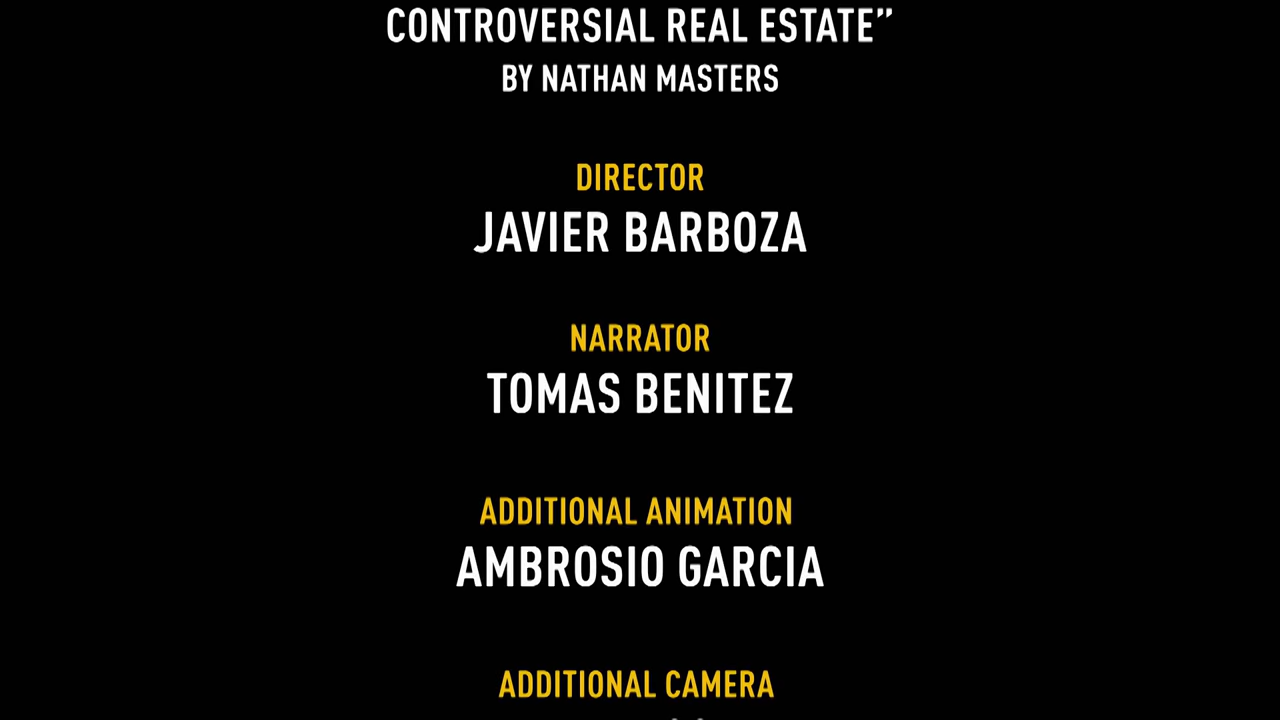 CONTROVERSIAL REAL ESTATE”
BY NATHAN MASTERS
DIRECTOR
JAVIER BARBOZA
NARRATOR
TOMAS BENITEZ
ADDITIONAL ANIMATION
AMBROSIO GARCIA
ADDITIONAL CAMERA